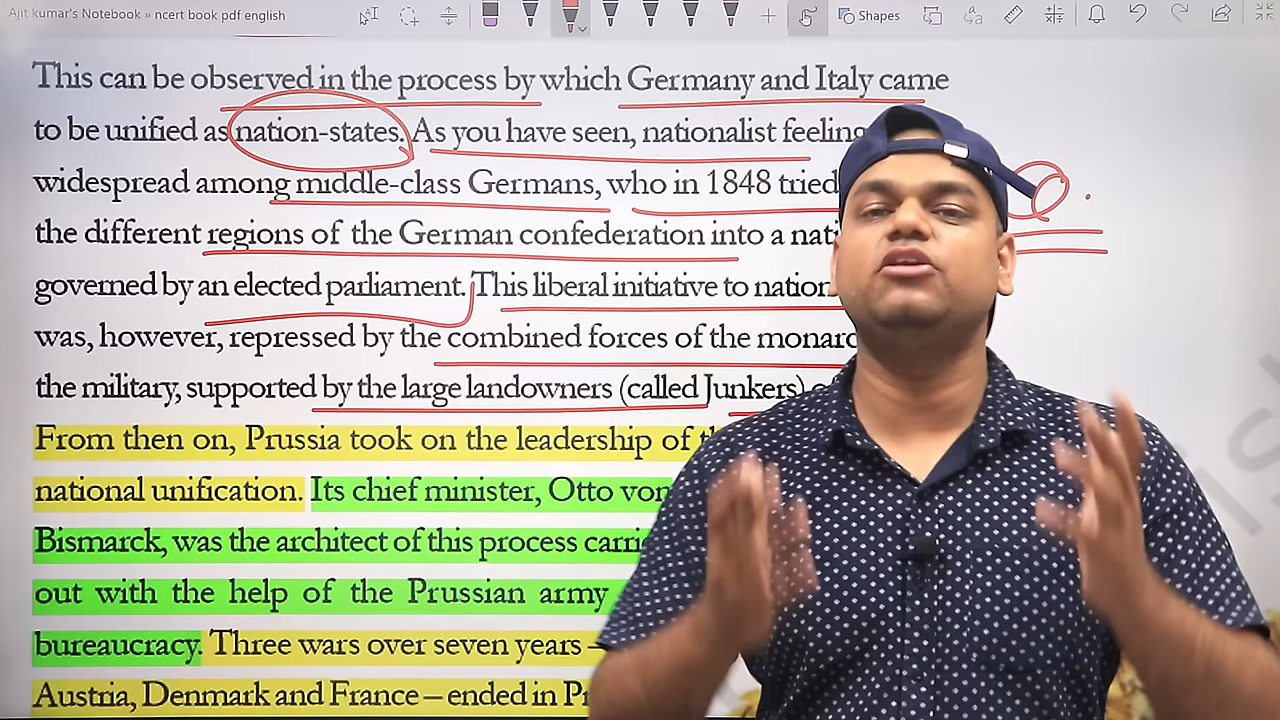 Ajit kumar's Notebook » ncert book pdf english
Shapes
This can be observed in the process by which Germany and Italy came
to be unified as nation-states. As you have seen, nationalist
widespread among middle-class Germans, who in 1848 tried
the different regions of the German confederation into a
governed by an elected parliament. This liberal initiative to
was, however, repressed by the combined forces of the
the military, supported by the large landowners (called Junkers)
From then on, Prussia took on the leadership of
national unification. Its chief minister, Otto von
Bismarck, was the architect of this process
out with the help of the Prussian army
bureaucracy. Three wars over seven years –
Austria, Denmark and France – ended in